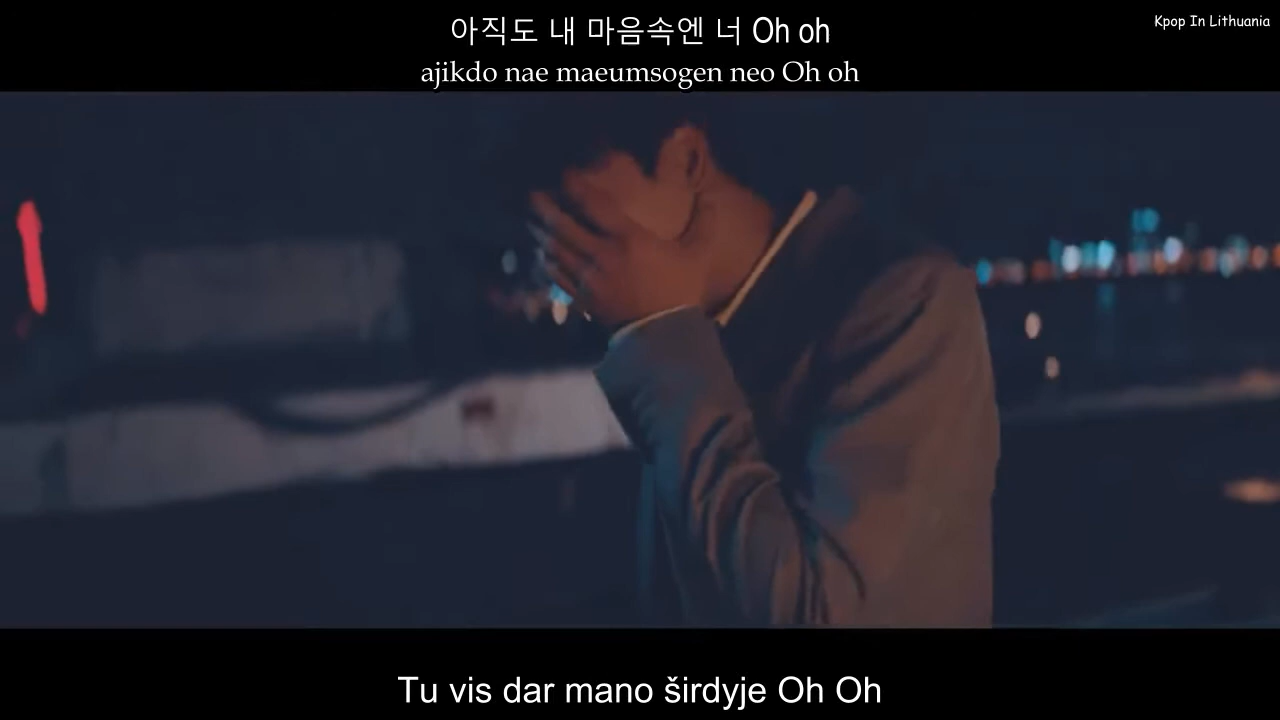 아직도 내 마음속엔 너 Oh oh
Kpop In Lithuania
ajikdo nae maeumsogen neo Oh oh
Tu vis dar mano širdyje Oh Oh